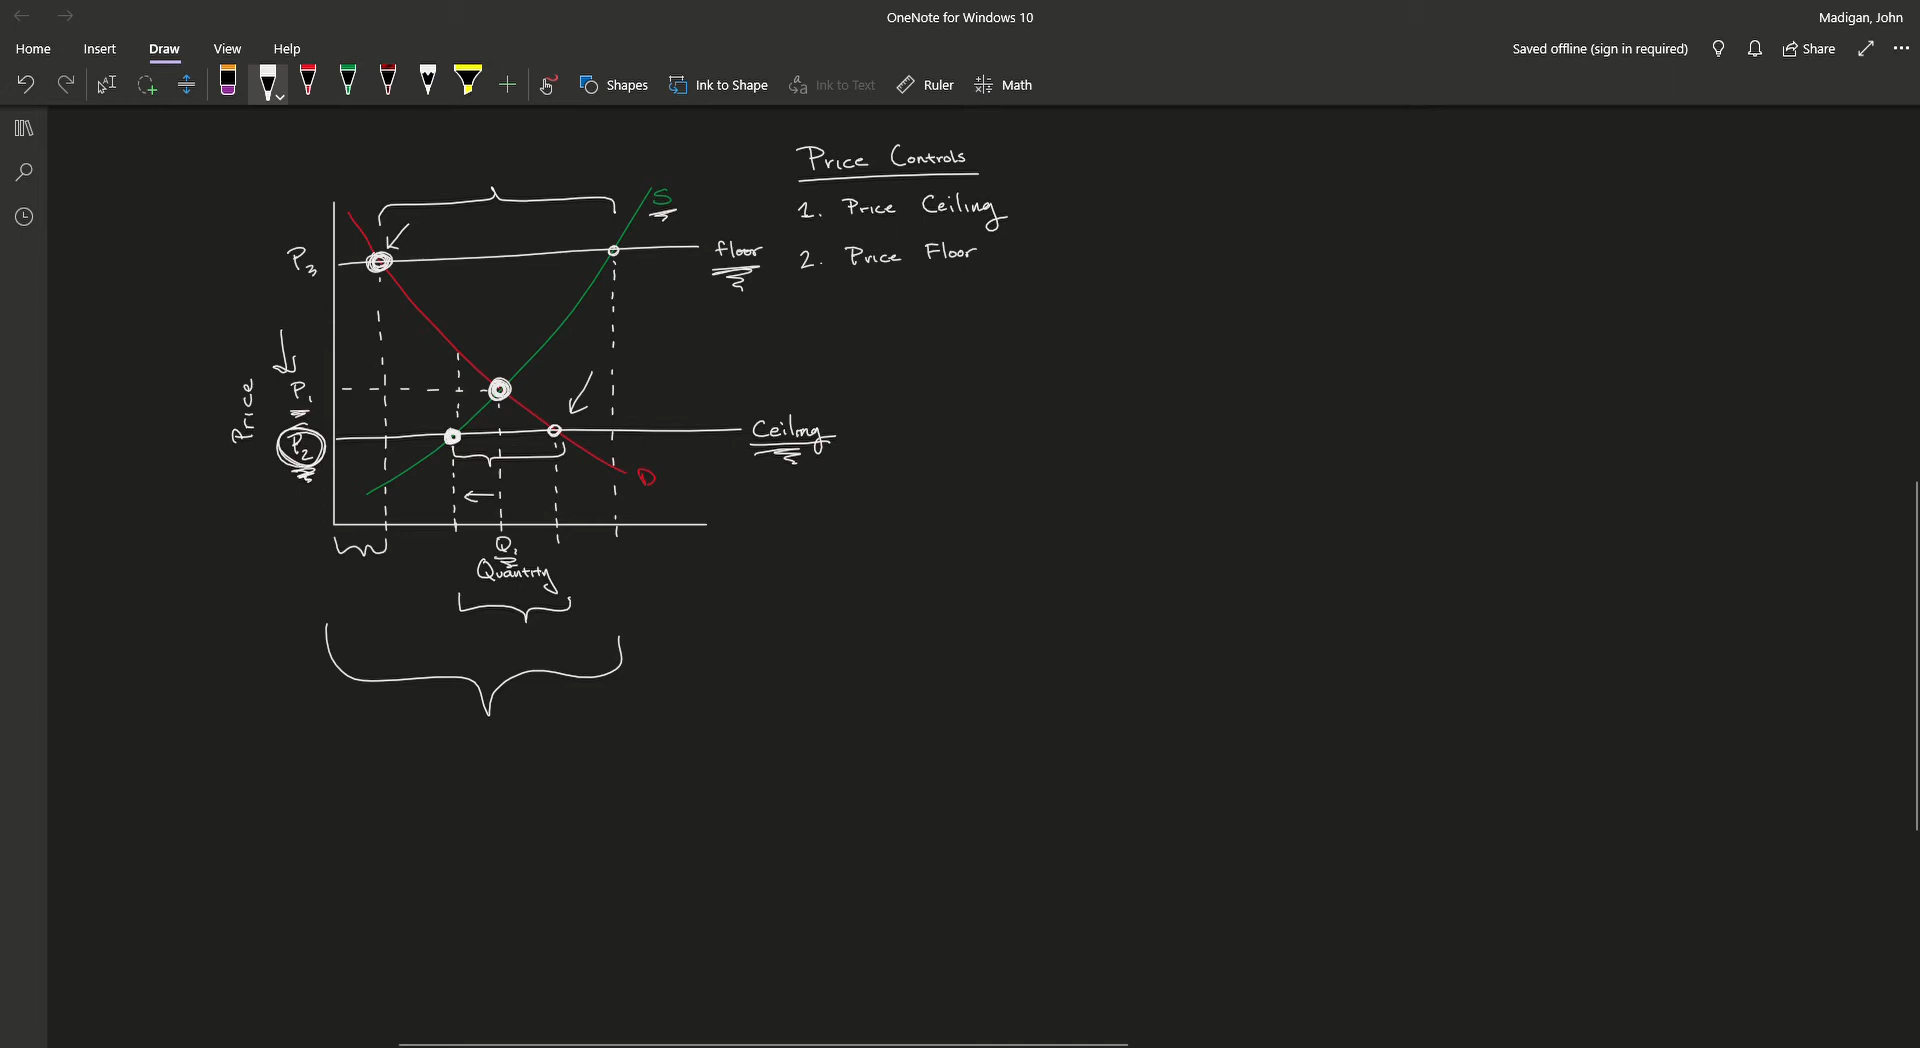 OneNote for Windows 10
Madigan, John
Home Insert Draw View Help
Saved offline (sign in required) Share
Shapes Ink to Shape Ink to Text Ruler Math
Price Controls
1. Price Ceiling
2. Price Floor
S
P3
floor
Price
P1
P2
Ceiling
D
Q1
Quantity